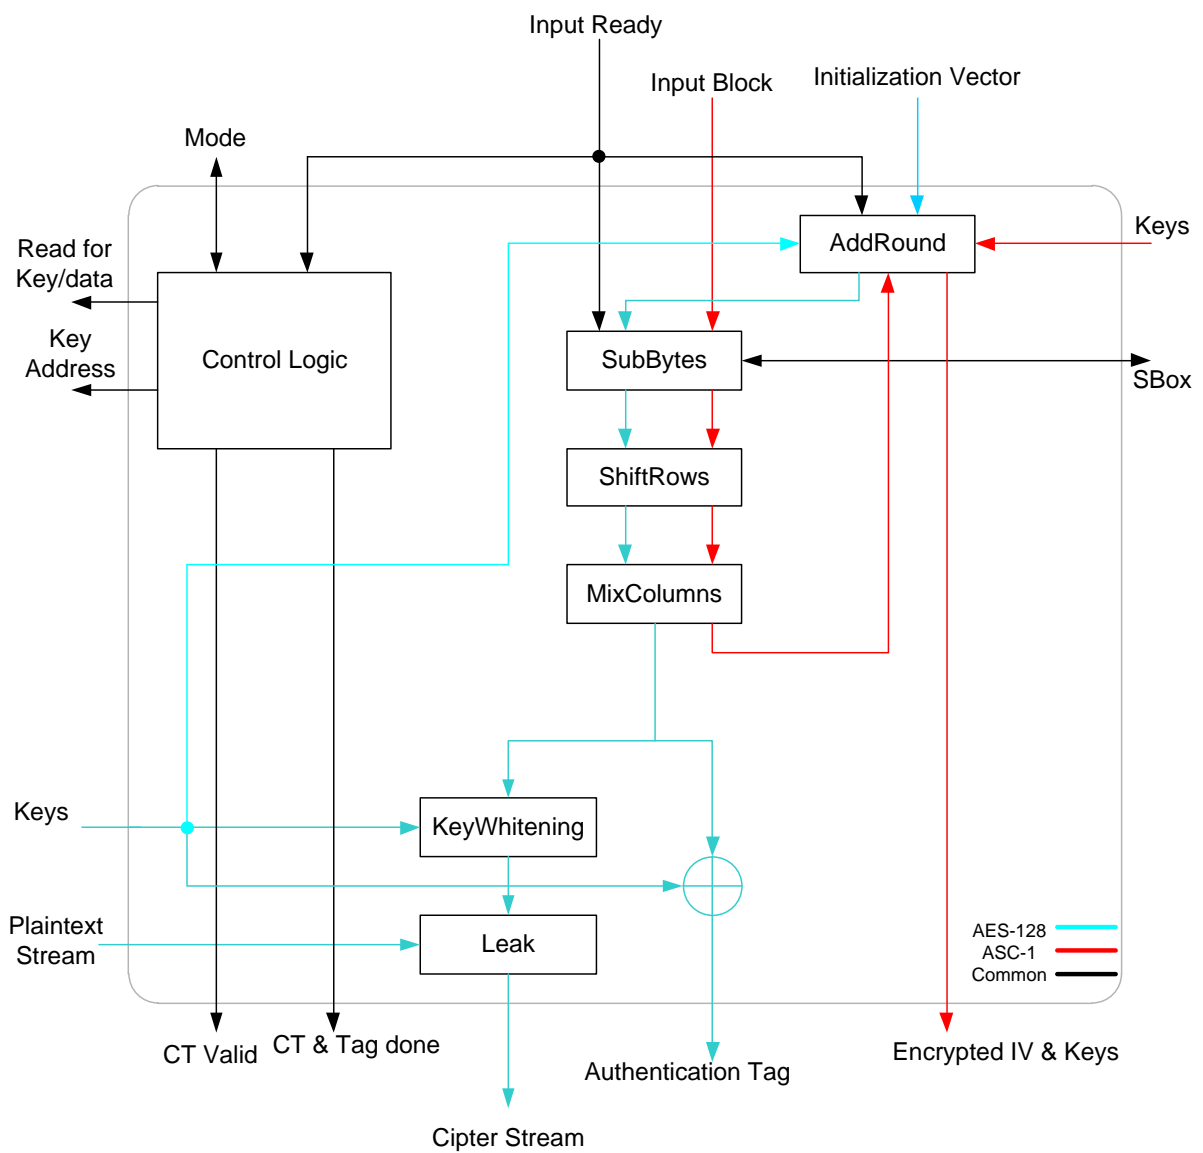 Input Ready
Input Block
Initialization Vector
Mode
Read for
Key/data
AddRound
Keys
Key
Address
Control Logic
SubBytes
SBox
ShiftRows
MixColumns
Keys
KeyWhitening
Plaintext
Stream
Leak
AES-128
ASC-1
Common
CT Valid
CT & Tag done
Authentication Tag
Encrypted IV & Keys
Cipter Stream